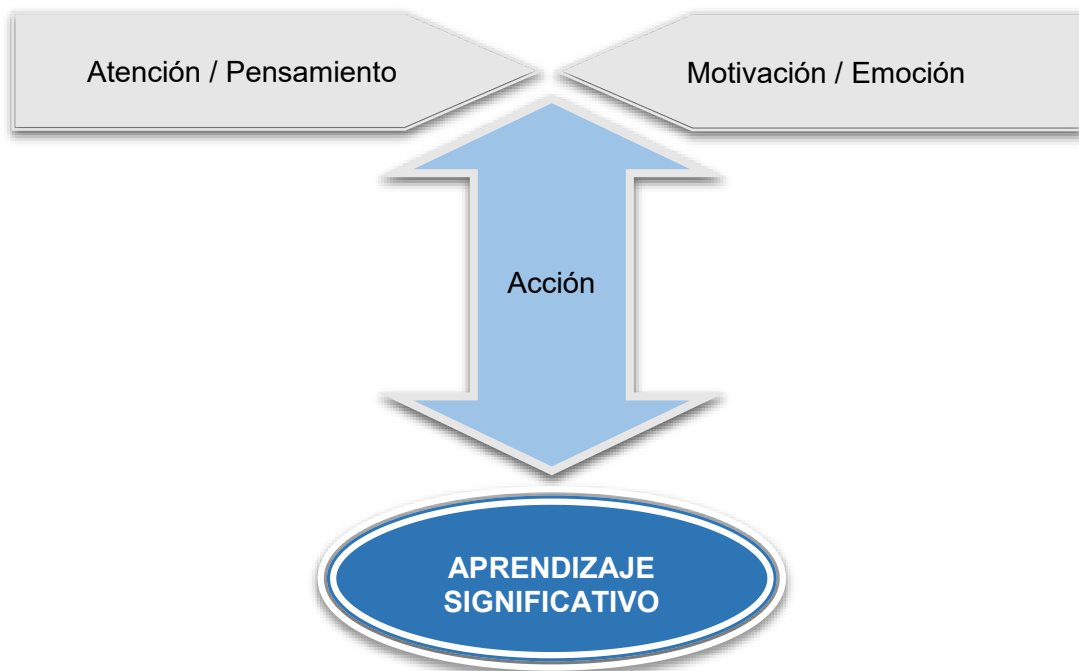 Atención / Pensamiento
Motivación / Emoción
Acción
APRENDIZAJE
SIGNIFICATIVO